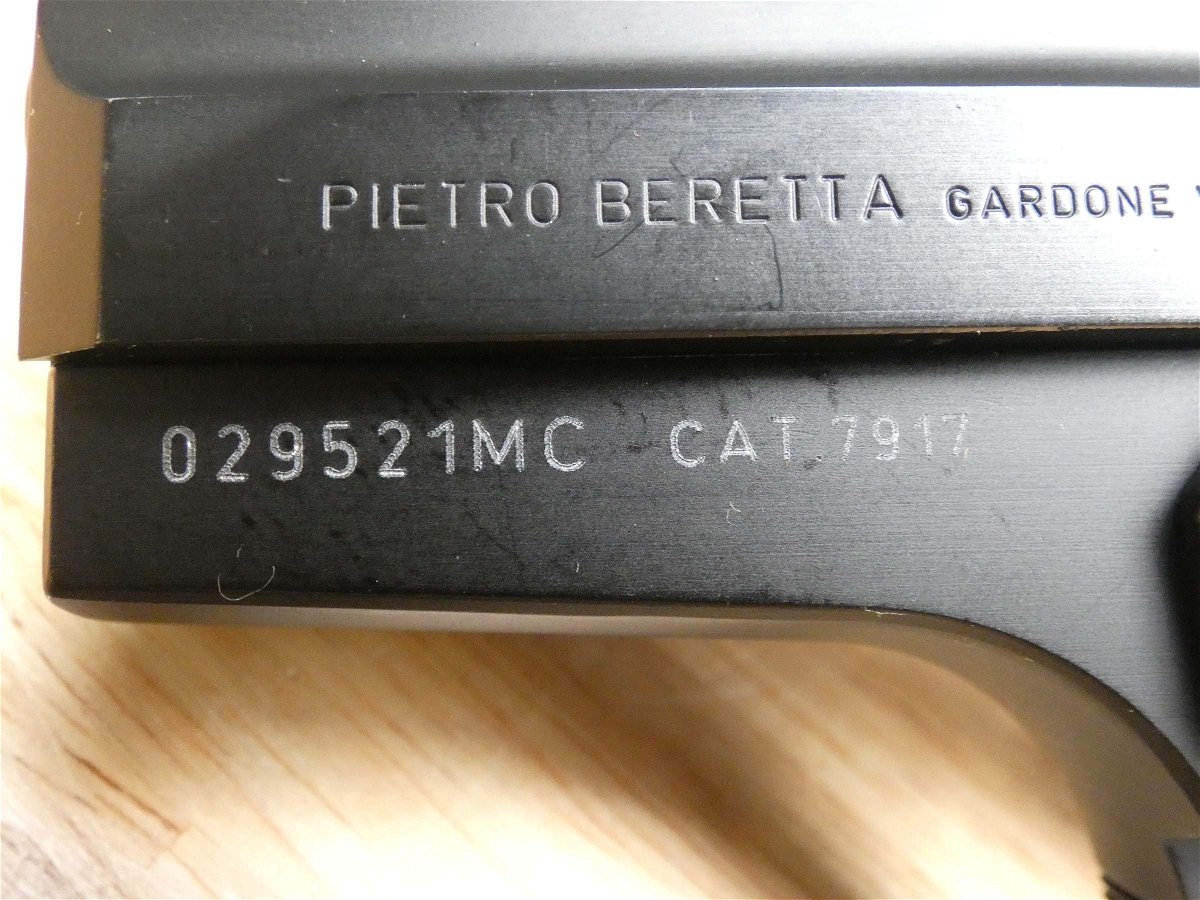 PIETRO BERETTA GARDONE
029521MC CAT.7917